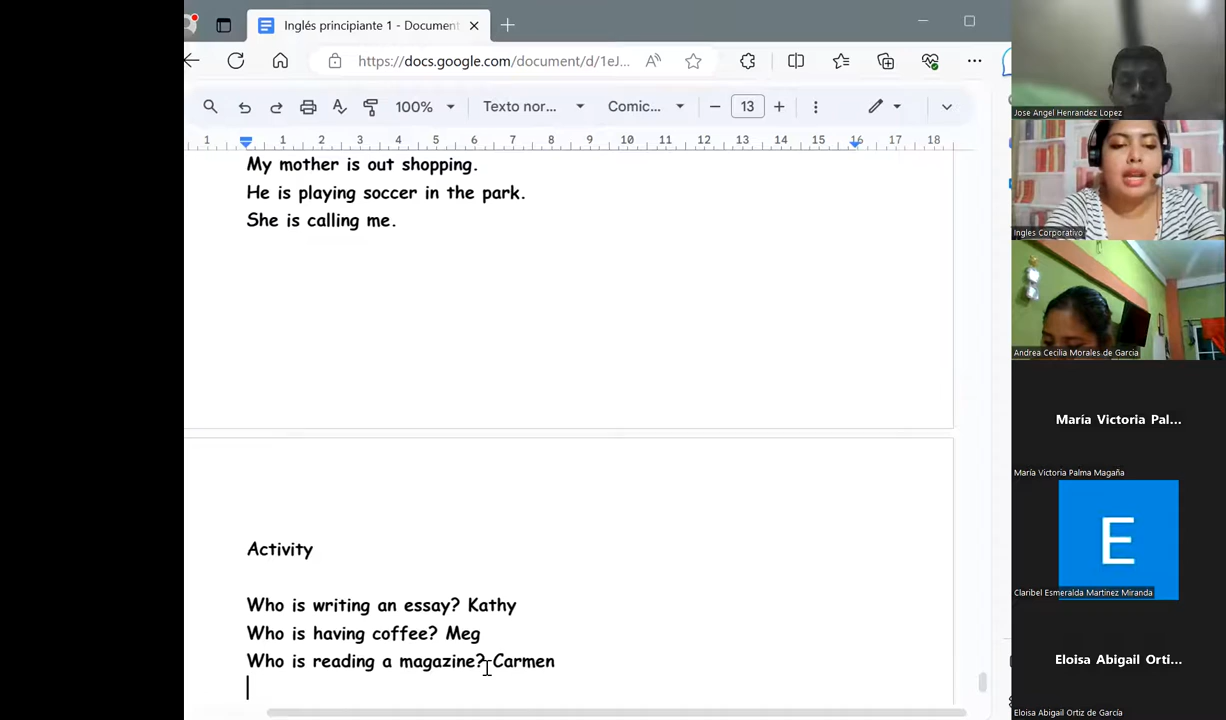 Inglés principiante 1 - Document
https://docs.google.com/document/d/1eJ...
100%
Texto nor...
Comic...
13
1 1 2 3 4 5 6 7 8 9 10 11 12 13 14 15 16 17 18
My mother is out shopping.
He is playing soccer in the park.
She is calling me.
Activity
Who is writing an essay? Kathy
Who is having coffee? Meg
Who is reading a magazine? Carmen
Jose Angel Henrandez Lopez
Ingles Corporativo
Andrea Cecilia Morales de Garcia
María Victoria Pal...
María Victoria Palma Magaña
E
Claribel Esmeralda Martinez Miranda
Eloisa Abigail Orti...
Eloisa Abigail Ortiz de García